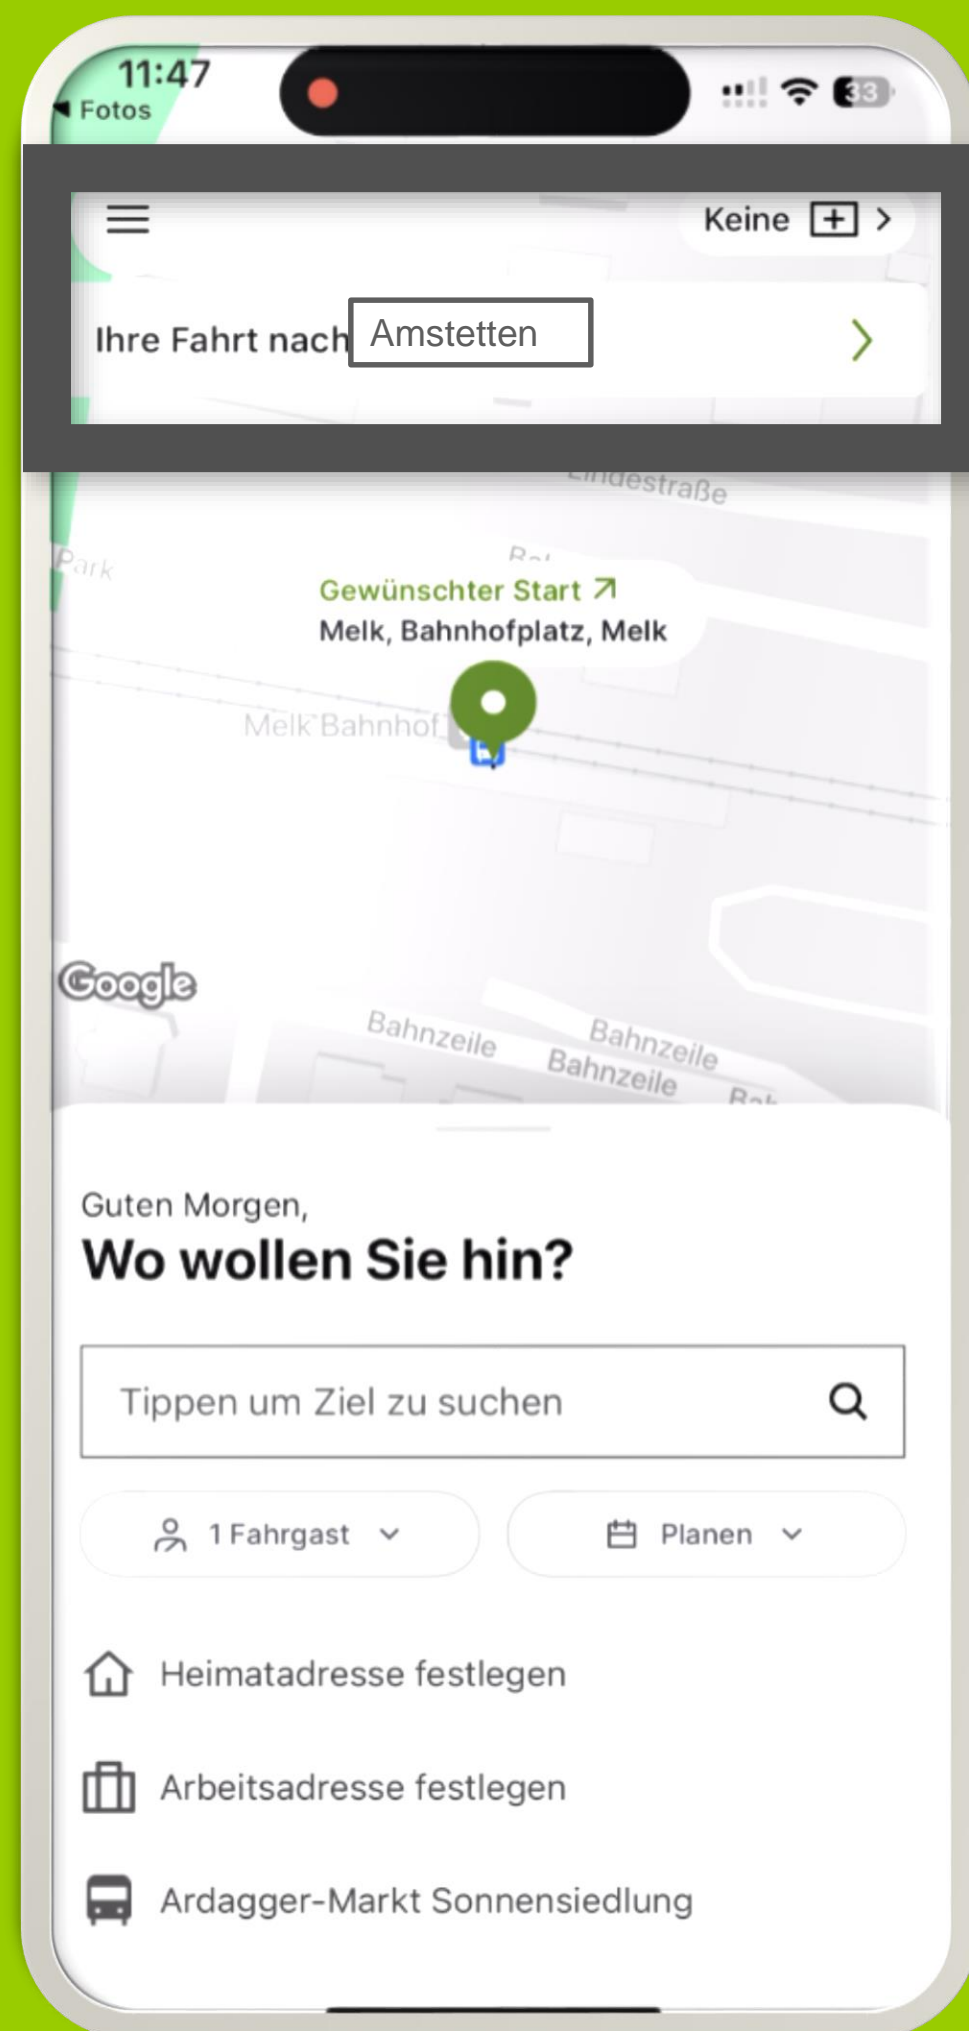 11:47
Fotos
33
Keine
Ihre Fahrt nach Amstetten
Lindestraße
Park
Gewünschter Start
Melk, Bahnhofplatz, Melk
Melk Bahnhof
Google
Bahnzeile
Bahnzeile
Bahnzeile
Guten Morgen,
Wo wollen Sie hin?
Tippen um Ziel zu suchen
1 Fahrgast
Planen
Heimatadresse festlegen
Arbeitsadresse festlegen
Ardagger-Markt Sonnensiedlung